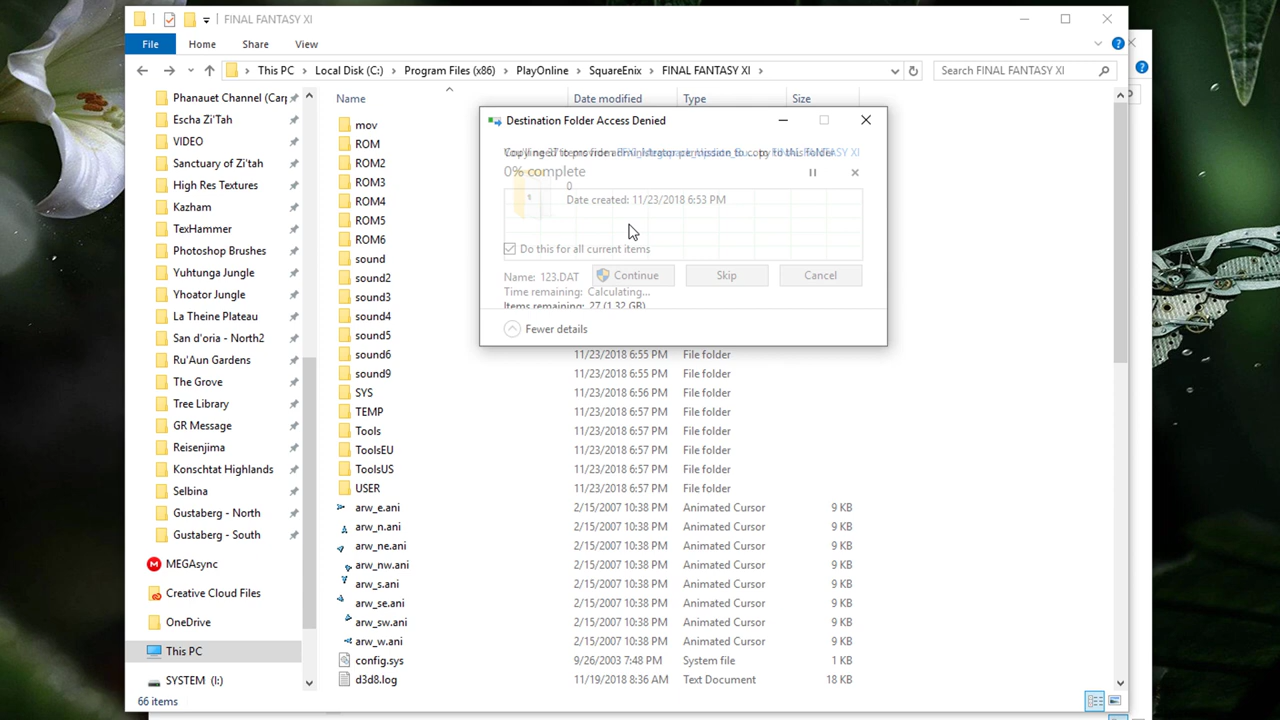 FINAL FANTASY XI
File Home Share View
This PC Local Disk (C:) Program Files (x86) PlayOnline SquareEnix FINAL FANTASY XI
Search FINAL FANTASY XI
Name Date modified Type Size
Phanauet Channel (Carp
Escha Zi'Tah
VIDEO
Sanctuary of Zi'tah
High Res Textures
Kazham
TexHammer
Photoshop Brushes
Yuhtunga Jungle
Yhoator Jungle
La Theine Plateau
San d'oria - North2
Ru'Aun Gardens
The Grove
Tree Library
GR Message
Reisenjima
Konschtat Highlands
Selbina
Gustaberg - North
Gustaberg - South
MEGAsync
Creative Cloud Files
OneDrive
This PC
SYSTEM (I:)
mov
ROM
ROM2
ROM3
ROM4
ROM5
ROM6
sound
sound2
sound3
sound4
sound5
sound6 11/23/2018 6:55 PM File folder
sound9 11/23/2018 6:55 PM File folder
SYS 11/23/2018 6:56 PM File folder
TEMP 11/23/2018 6:57 PM File folder
Tools 11/23/2018 6:57 PM File folder
ToolsEU 11/23/2018 6:57 PM File folder
ToolsUS 11/23/2018 6:57 PM File folder
USER 11/23/2018 6:57 PM File folder
arw_e.ani 2/15/2007 10:38 PM Animated Cursor 9 KB
arw_n.ani 2/15/2007 10:38 PM Animated Cursor 9 KB
arw_ne.ani 2/15/2007 10:38 PM Animated Cursor 9 KB
arw_nw.ani 2/15/2007 10:38 PM Animated Cursor 9 KB
arw_s.ani 2/15/2007 10:38 PM Animated Cursor 9 KB
arw_se.ani 2/15/2007 10:38 PM Animated Cursor 9 KB
arw_sw.ani 2/15/2007 10:38 PM Animated Cursor 9 KB
arw_w.ani 2/15/2007 10:38 PM Animated Cursor 9 KB
config.sys 9/26/2003 7:48 PM System file 1 KB
d3d8.log 11/19/2018 8:36 AM Text Document 18 KB
66 items
Destination Folder Access Denied
0% complete
0
Date created: 11/23/2018 6:53 PM
Do this for all current items
Name: 123.DAT
Continue Skip Cancel
Time remaining: Calculating...
Items remaining: 27 (1.32 GB)
Fewer details